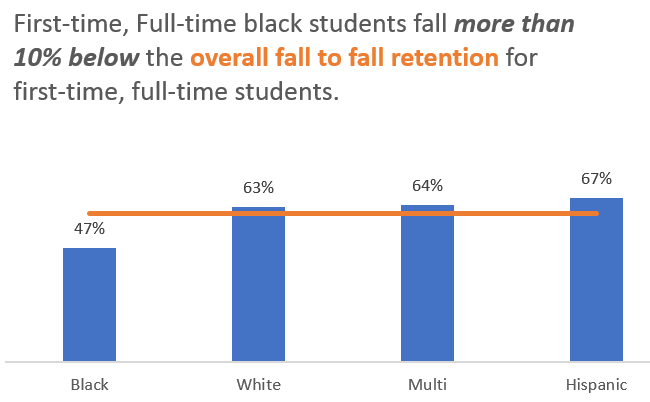 First-time, Full-time black students fall more than
10% below the overall fall to fall retention for
first-time, full-time students.
47%
63%
64%
67%
Black
White
Multi
Hispanic